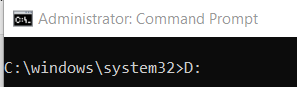 Administrator: Command Prompt
C:\windows\system32>D: